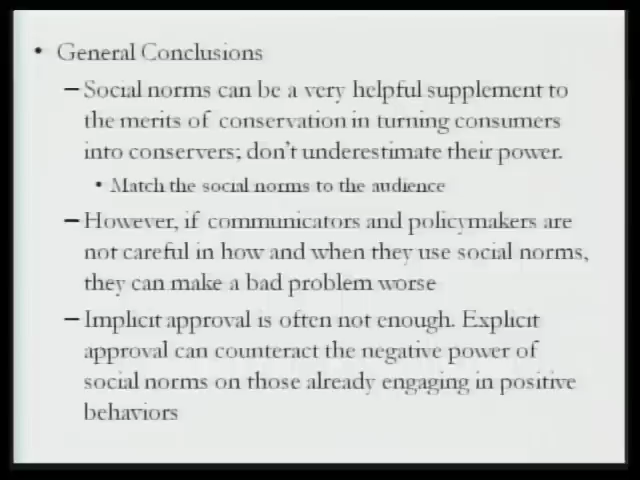 • General Conclusions
– Social norms can be a very helpful supplement to
the merits of conservation in turning consumers
into conservers; don't underestimate their power.
• Match the social norms to the audience
– However, if communicators and policymakers are
not careful in how and when they use social norms,
they can make a bad problem worse
– Implicit approval is often not enough. Explicit
approval can counteract the negative power of
social norms on those already engaging in positive
behaviors